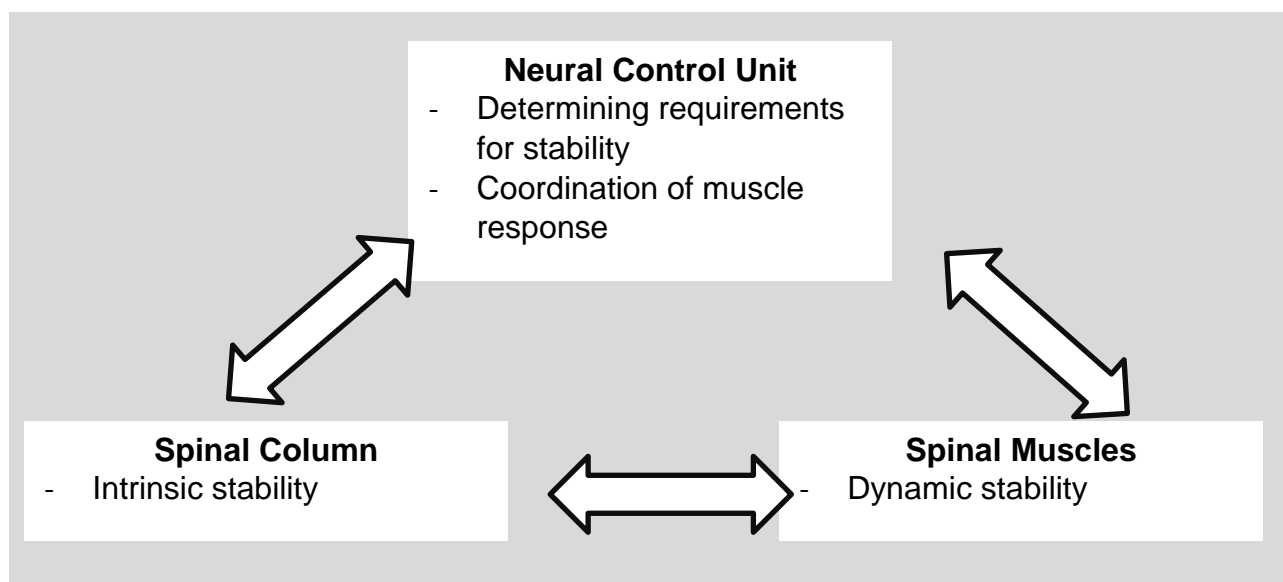 Neural Control Unit
- Determining requirements
for stability
- Coordination of muscle
response
Spinal Column
- Intrinsic stability
Spinal Muscles
- Dynamic stability